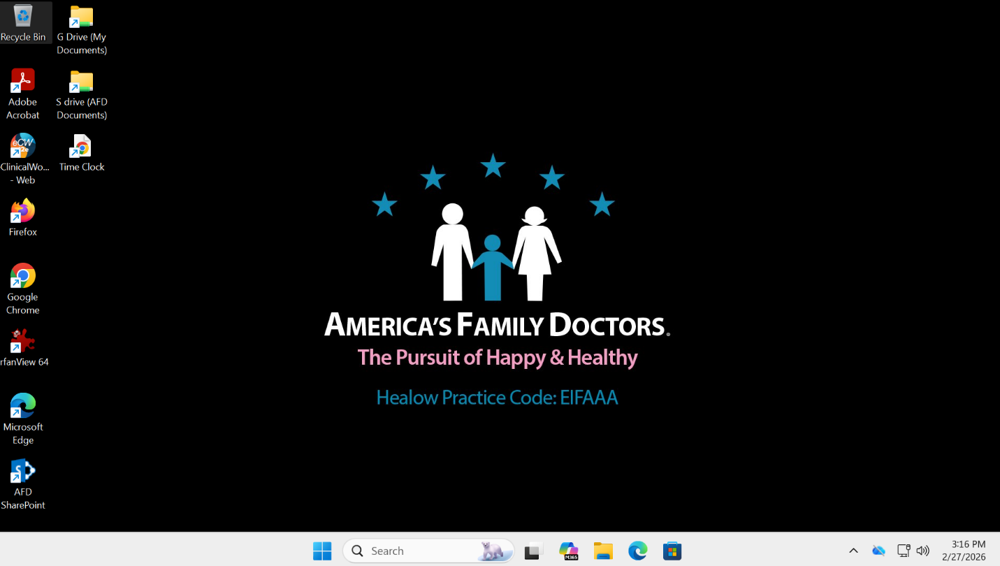 Recycle Bin
G Drive (My
Documents)
Adobe
Acrobat
S drive (AFD
Documents)
eCW
2e
ClinicalWo...
- Web
Time Clock
Firefox
Google
Chrome
rfanView 64
Microsoft
Edge
S
AFD
SharePoint
AMERICA'S FAMILY DOCTORS®
The Pursuit of Happy & Healthy
Healow Practice Code: EIFAAA
Search
M365
3:16 PM
2/27/2026